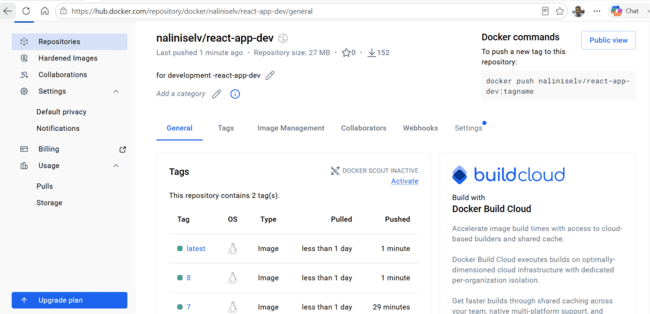 https://hub.docker.com/repository/docker/naliniselv/react-app-dev/general
Chat
Repositories
Hardened Images
Collaborations
Settings
Default privacy
Notifications
Billing
Usage
Pulls
Storage
Upgrade plan
naliniselv/react-app-dev
Last pushed 1 minute ago • Repository size: 27 MB • 0 • 152
for development -react-app-dev
Add a category
Docker commands
To push a new tag to this
repository:
Public view
docker push naliniselv/react-app-
dev:tagname
General
Tags
Image Management
Collaborators
Webhooks
Settings
Tags
DOCKER SCOUT INACTIVE
Activate
This repository contains 2 tag(s).
Tag OS Type Pulled Pushed
latest Image less than 1 day 1 minute
8 Image less than 1 day 1 minute
7 Image less than 1 day 29 minutes
buildcloud
Build with
Docker Build Cloud
Accelerate image build times with access to cloud-
based builders and shared cache.
Docker Build Cloud executes builds on optimally-
dimensioned cloud infrastructure with dedicated
per-organization isolation.
Get faster builds through shared caching across
your team, native multi-platform support, and